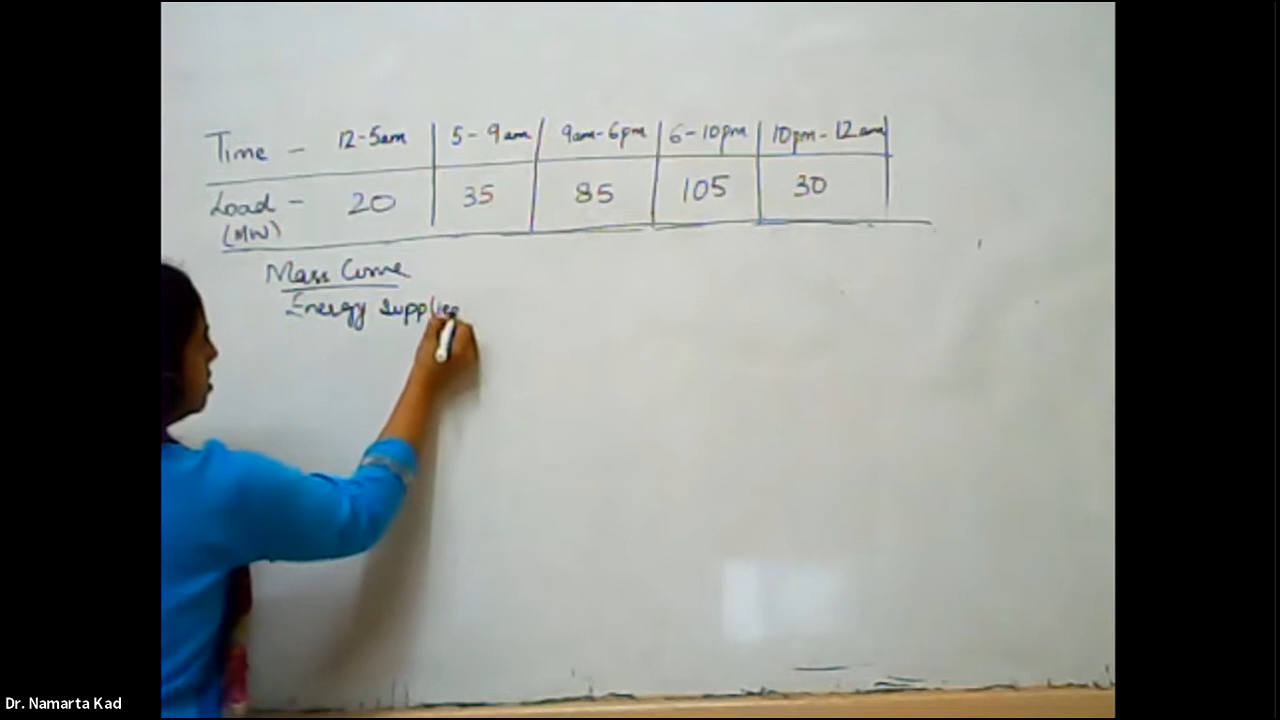 Time - 12-5am 5-9am 9am-6pm 6-10pm 10pm-12am
Load - 20 35 85 105 30
(MW)
Mass Curve
Energy Supplie
Dr. Namarta Kad